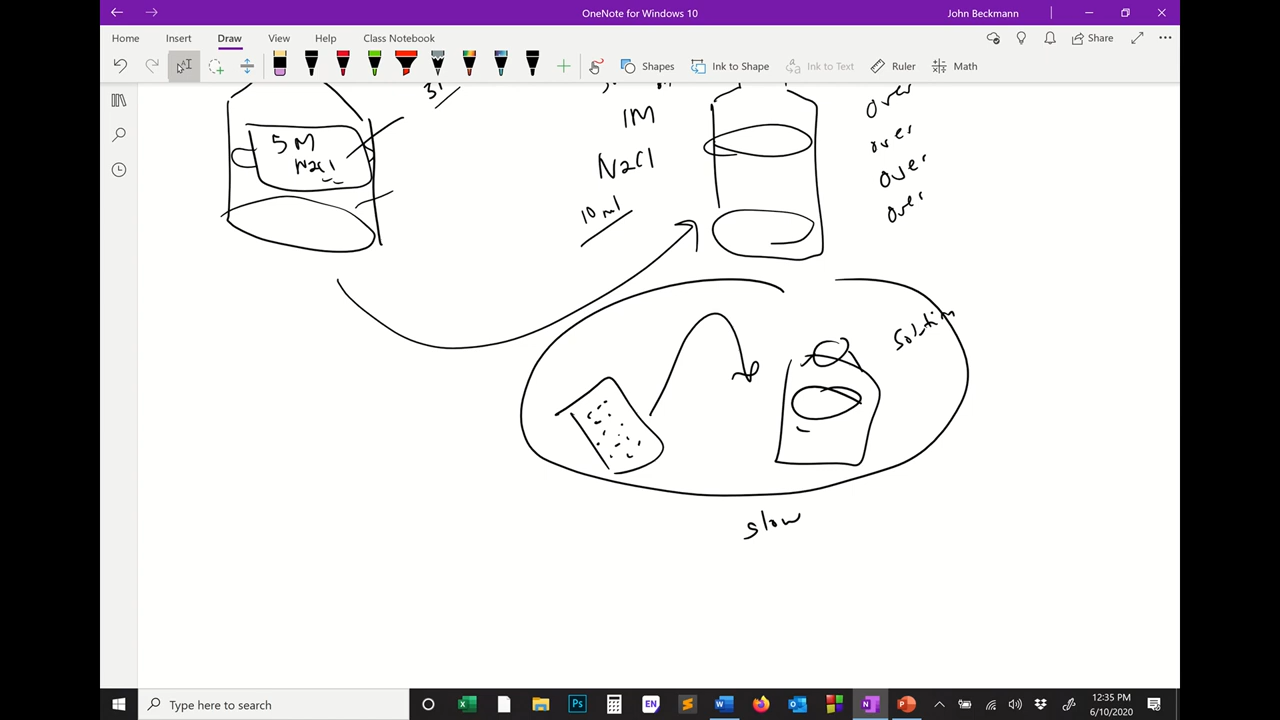 OneNote for Windows 10
John Beckmann
Home
Insert
Draw
View
Help
Class Notebook
Share
Shapes
Ink to Shape
Ink to Text
Ruler
Math
5 M
NaCl
1M
NaCl
10 ml
over
over
over
over
Solution
slow
Type here to search
EN
12:35 PM
6/10/2020